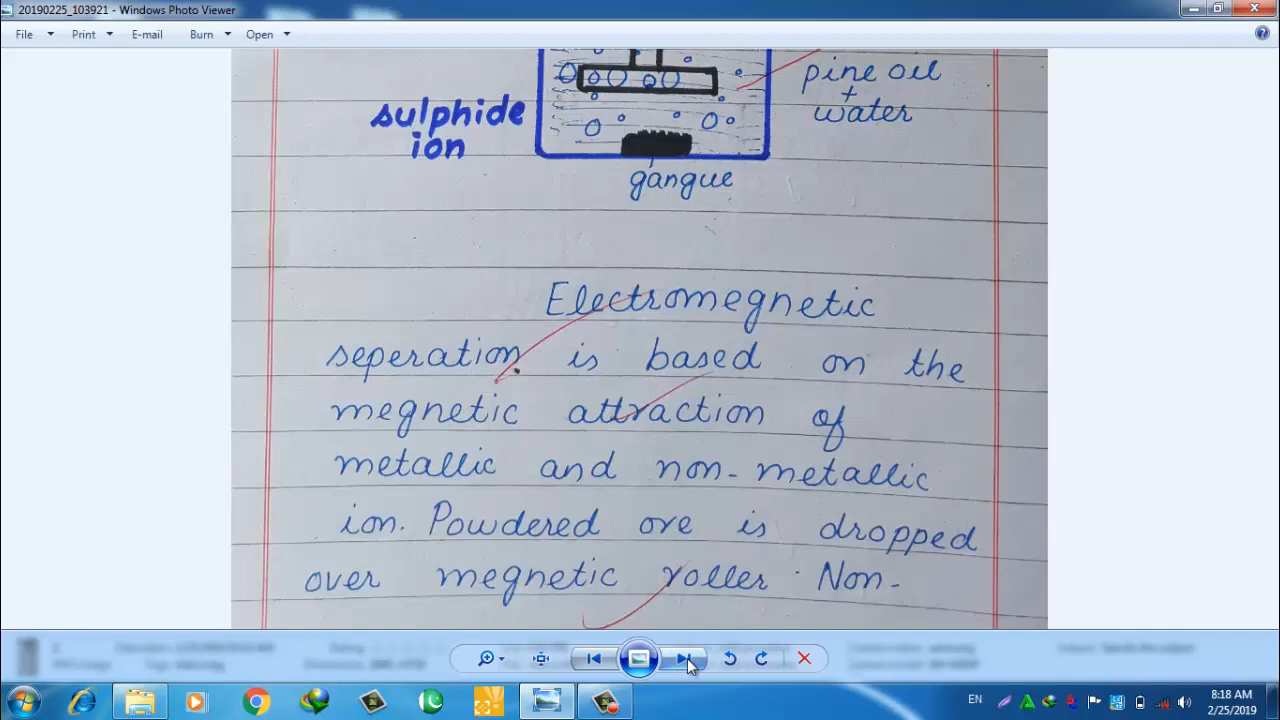 20190225_103921 - Windows Photo Viewer
File Print E-mail Burn Open
pine oil
+
water
sulphide
ion
gangue
Electromegnetic
seperation is based on the
megnetic attraction of
metallic and non-metallic
ion. Powdered ore is dropped
over megnetic roller. Non-
EN
8:18 AM
2/25/2019